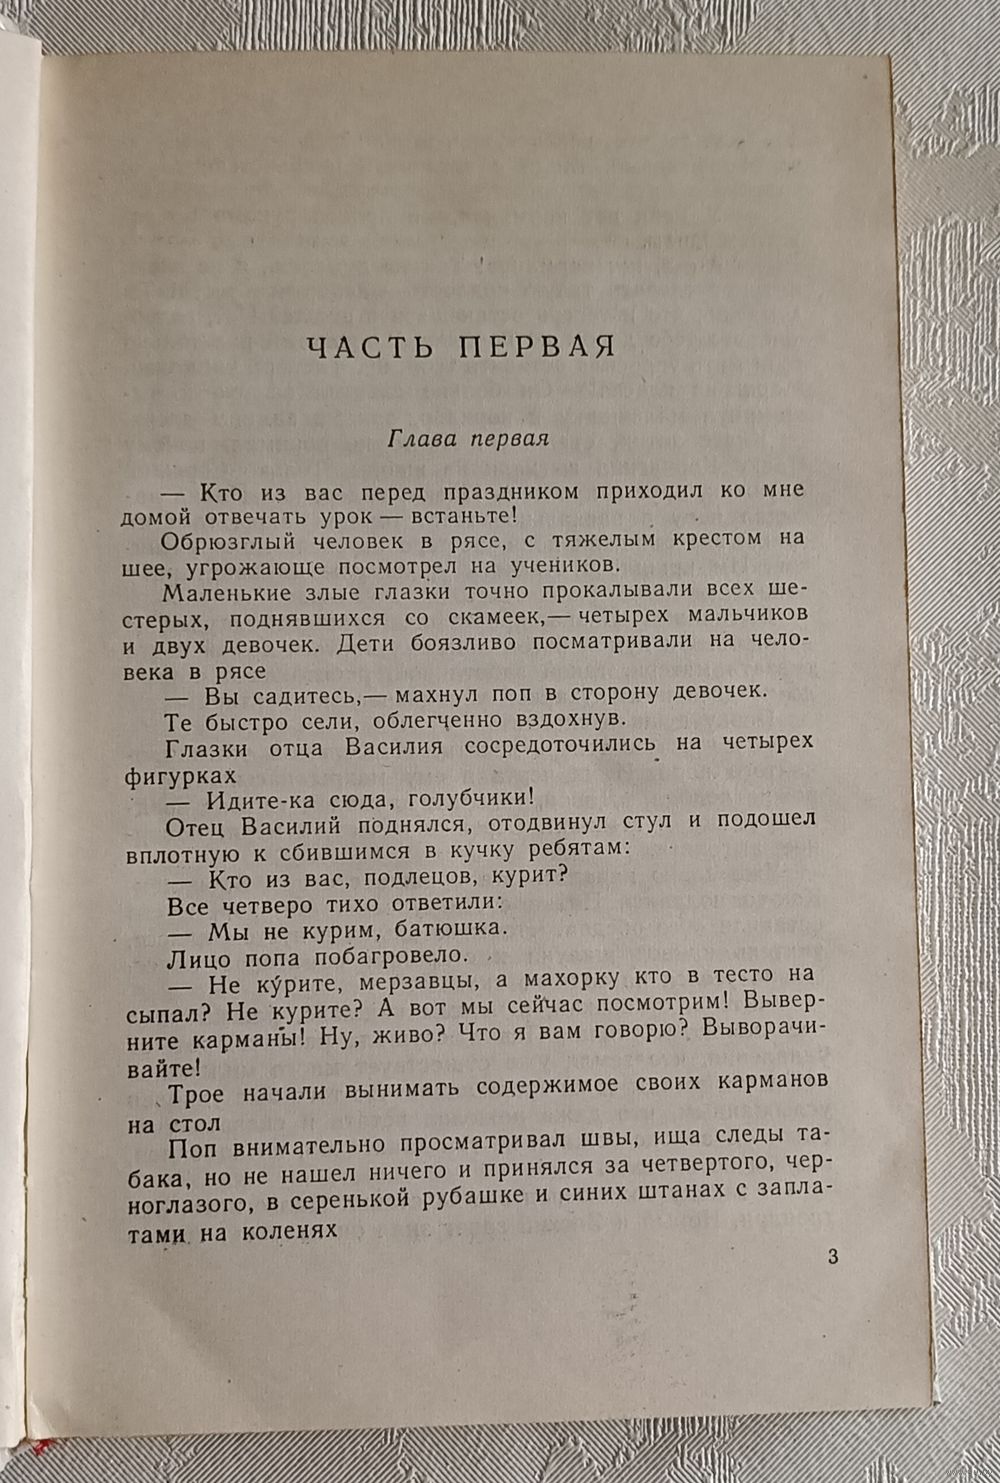 ЧАСТЬ ПЕРВАЯ
Глава первая
— Кто из вас перед праздником приходил ко мне
домой отвечать урок — встаньте!
Обрюзглый человек в рясе, с тяжелым крестом на
шее, угрожающе посмотрел на учеников.
Маленькие злые глазки точно прокалывали всех ше-
стерых, поднявшихся со скамеек,— четырех мальчиков
и двух девочек. Дети боязливо посматривали на чело-
века в рясе
— Вы садитесь,— махнул поп в сторону девочек.
Те быстро сели, облегченно вздохнув.
Глазки отца Василия сосредоточились на четырех
фигурках
— Идите-ка сюда, голубчики!
Отец Василий поднялся, отодвинул стул и подошел
вплотную к сбившимся в кучку ребятам:
— Кто из вас, подлецов, курит?
Все четверо тихо ответили:
— Мы не курим, батюшка.
Лицо попа побагровело.
— Не курите, мерзавцы, а махорку кто в тесто на
сыпал? Не курите? А вот мы сейчас посмотрим! Вывер-
ните карманы! Ну, живо? Что я вам говорю? Выворачи-
вайте!
Трое начали вынимать содержимое своих карманов
на стол
Поп внимательно просматривал швы, ища следы та-
бака, но не нашел ничего и принялся за четвертого, чер-
ноглазого, в серенькой рубашке и синих штанах с запла-
тами на коленях
3